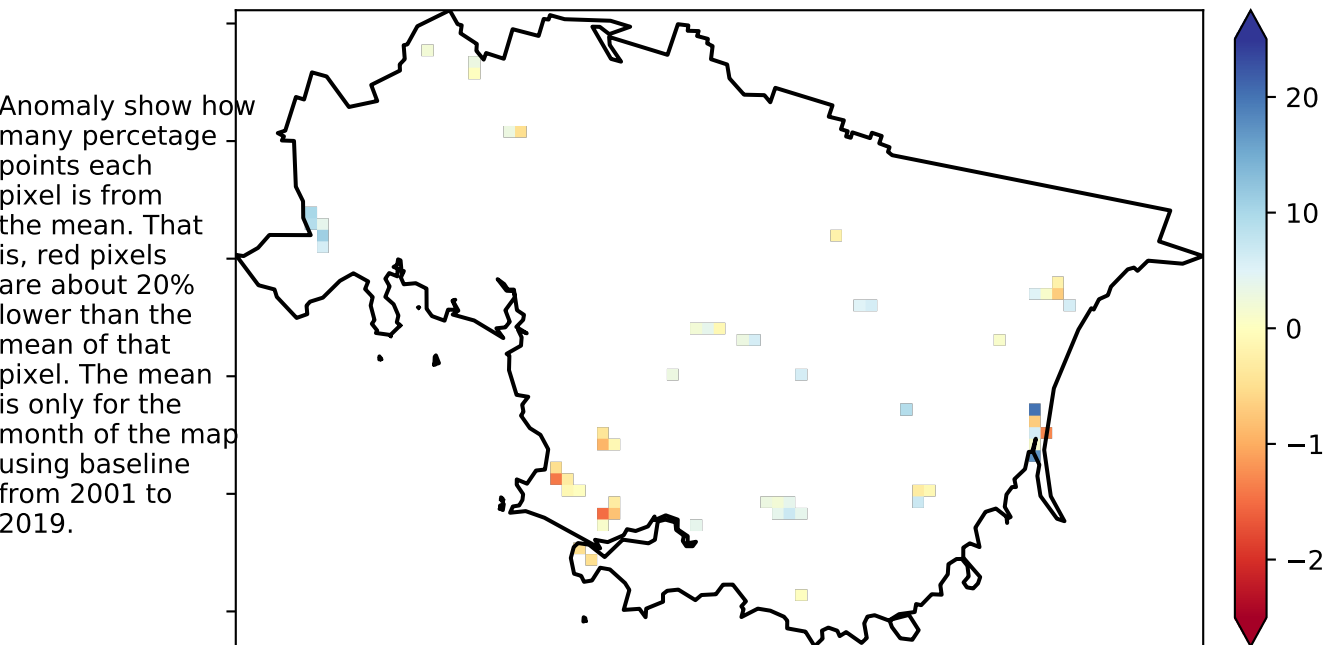 Anomaly show how
many percetage
points each
pixel is from
the mean. That
is, red pixels
are about 20%
lower than the
mean of that
pixel. The mean
is only for the
month of the map
using baseline
from 2001 to
2019.
20
10
0
−1
−2